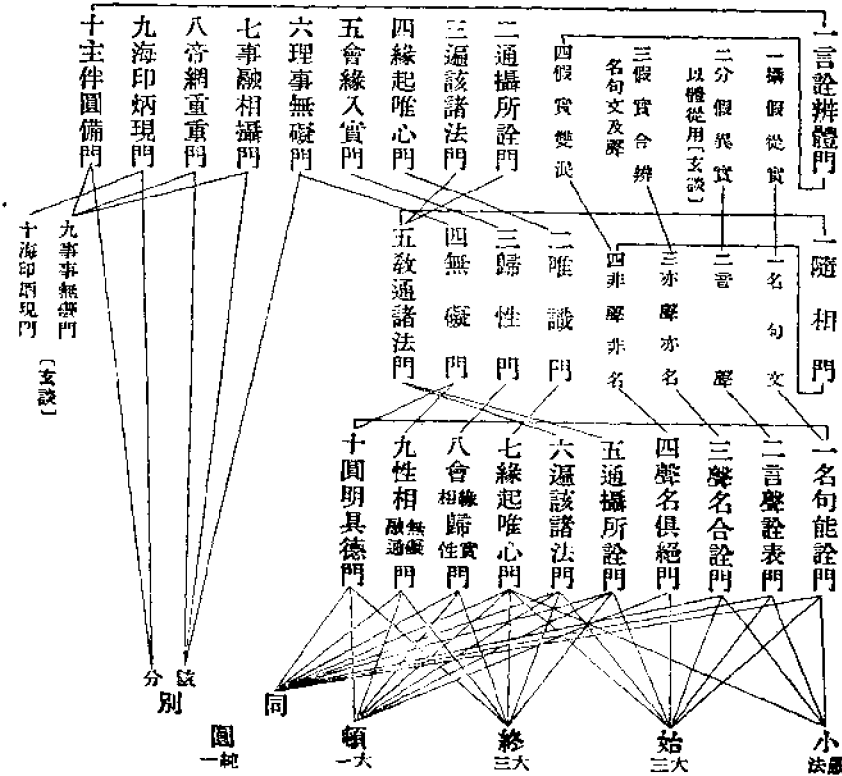 一言詮辨體門
一攝假從實
二分假異實
以體從用〔玄談〕
三假實合辨
名句文及聲
四假實雙泯
二通攝所詮門
三遍該諸法門
四緣起唯心門
五會緣入實門
六理事無礙門
七事融相攝門
八帝網重重門
九海印炳現門
十主伴圓備門
一隨相門
一名句文
二言聲
三亦聲亦名
四非聲非名
二唯識門
三歸性門
四無礙門
五教通諸法門
九事事無礙門
十海印炳現門
〔玄談〕
一名句能詮門
二言聲詮表門
三聲名合詮門
四聲名俱絕門
五通攝所詮門
六遍該諸法門
七緣起唯心門
八會緣相歸實性門
九性相無礙融通門
十圓明具德門
小
法
始
三大
終
三大
頓
一大
圓
一純
同
別
該
分